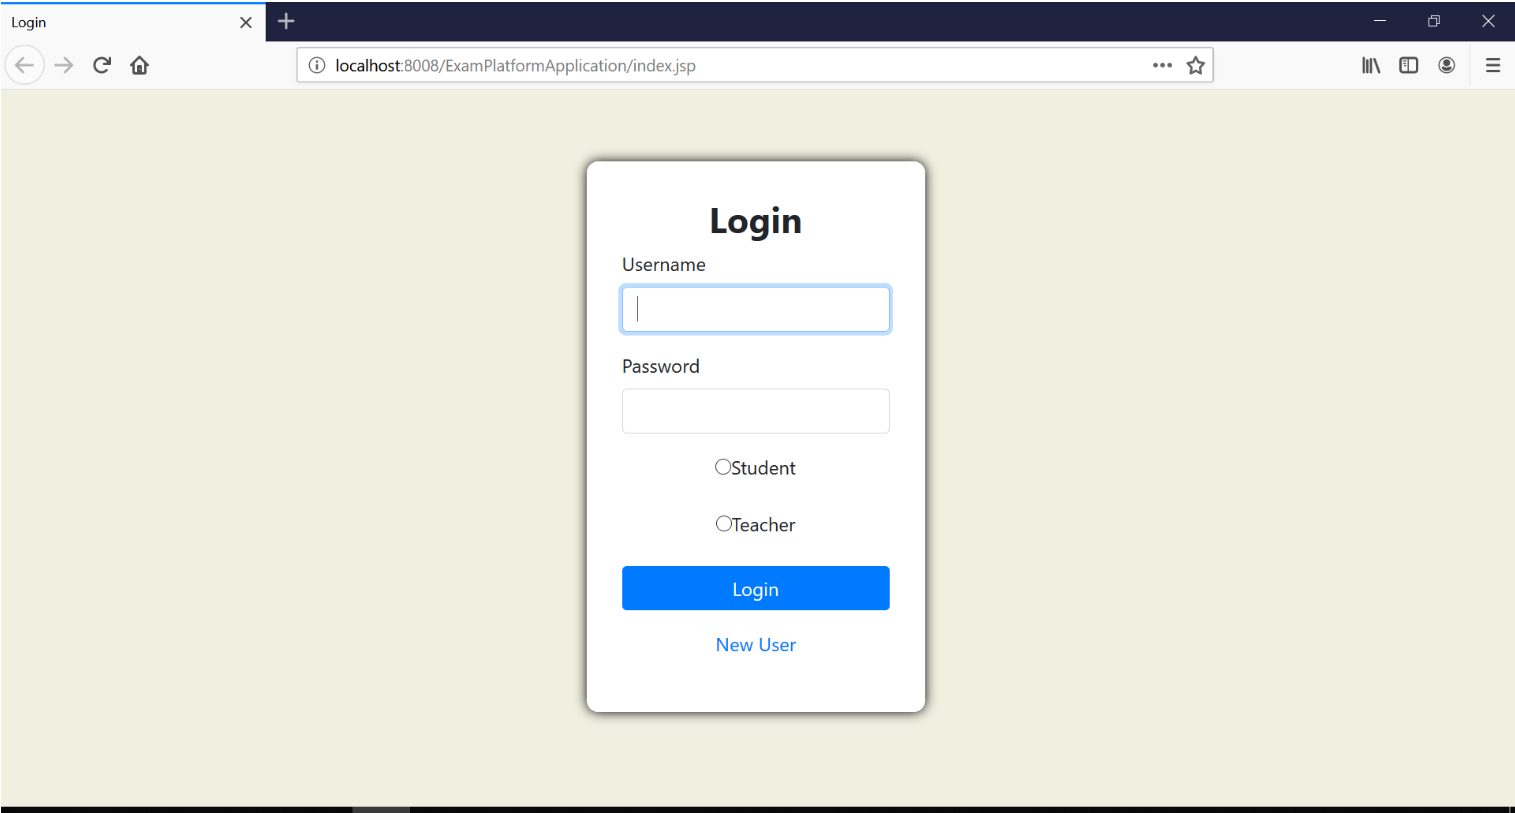 Login
localhost:8008/ExamPlatformApplication/index.jsp
Login
Username
Password
Student
Teacher
Login
New User